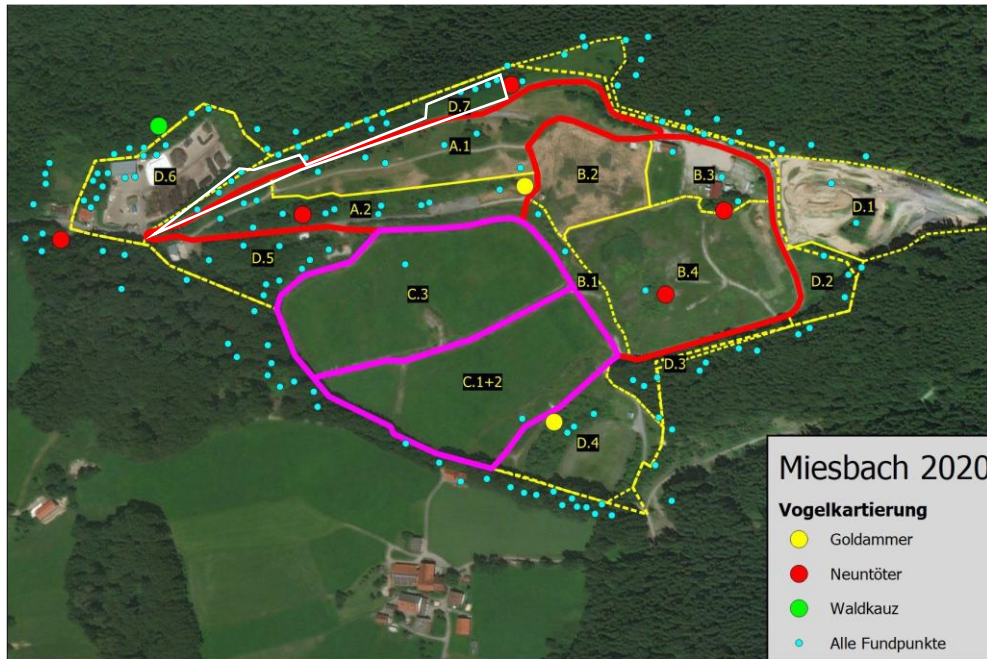 D.7
A.1
B.2
B.3
D.6
D.1
A.2
D.5
B.1
B.4
D.2
C.3
D.3
C.1+2
D.4
Miesbach 2020
Vogelkartierung
Goldammer
Neuntöter
Waldkauz
Alle Fundpunkte